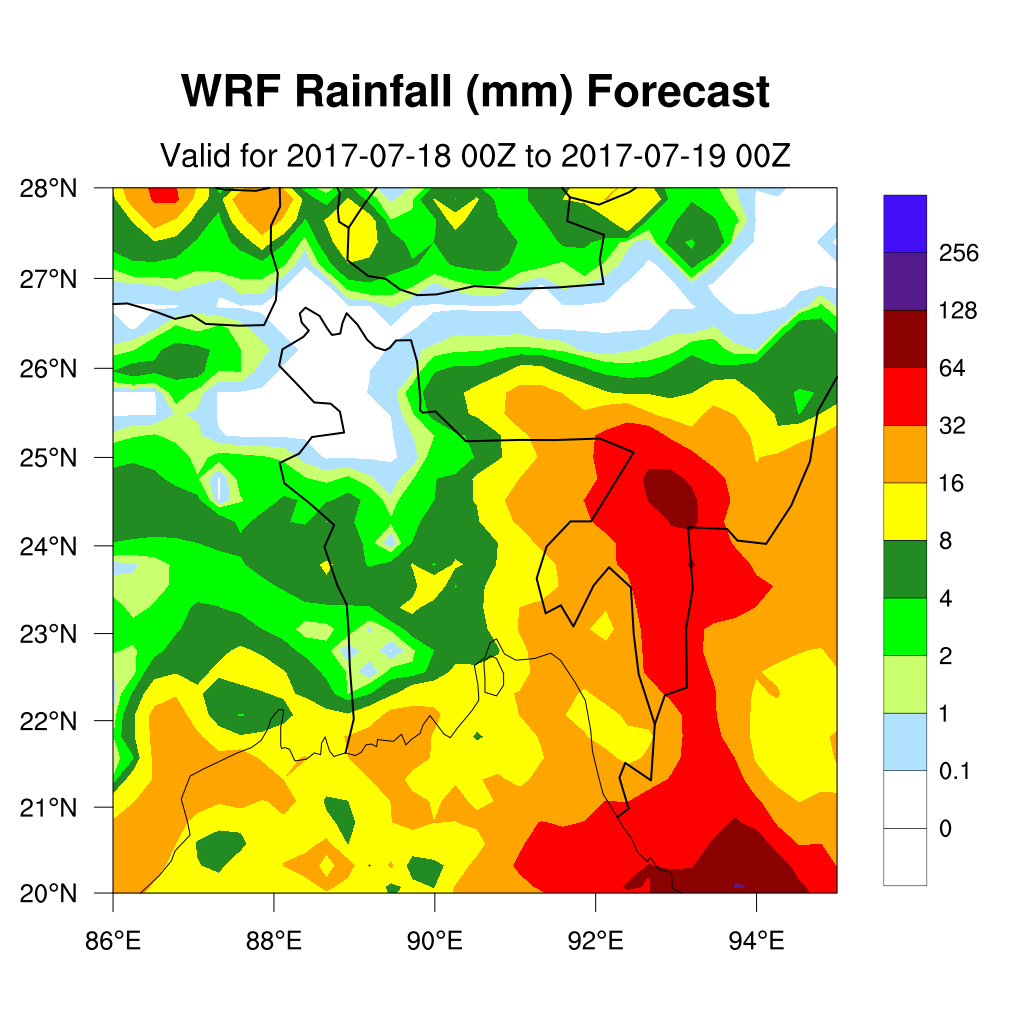 WRF Rainfall (mm) Forecast
Valid for 2017-07-18 00Z to 2017-07-19 00Z
28°N
27°N
26°N
25°N
24°N
23°N
22°N
21°N
20°N
86°E 88°E 90°E 92°E 94°E
256
128
64
32
16
8
4
2
1
0.1
0